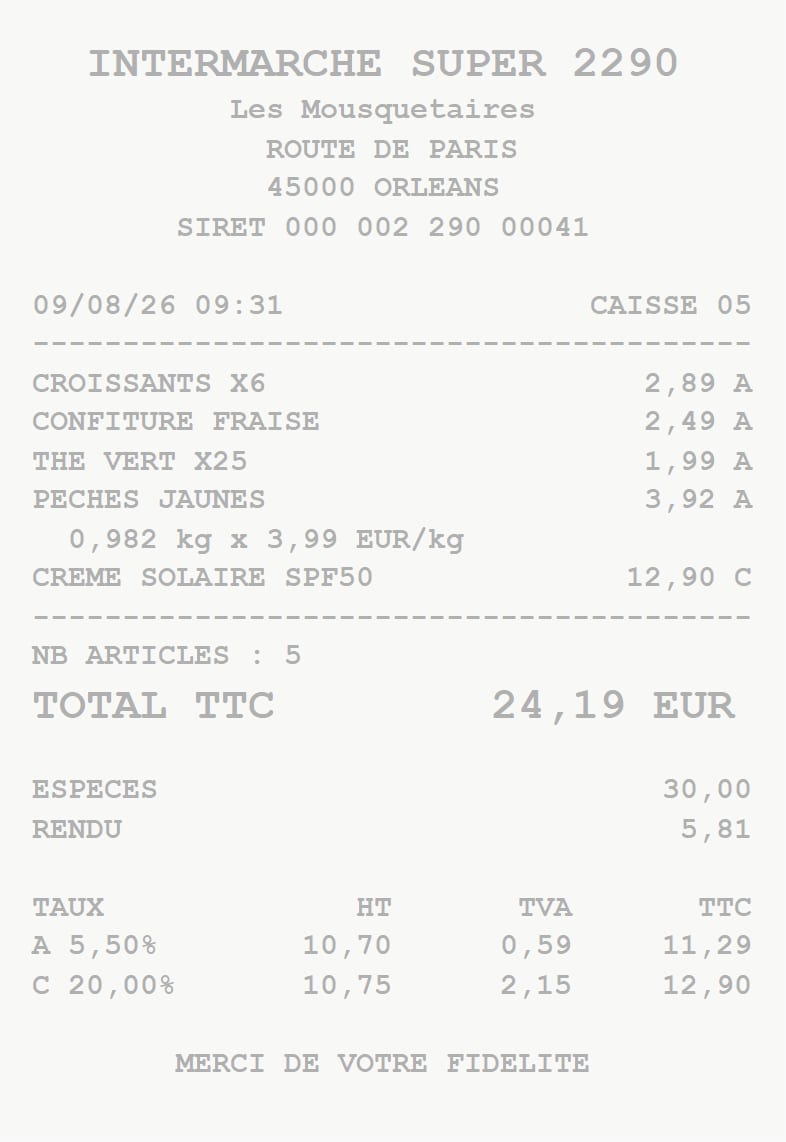 INTERMARCHE SUPER 2290
Les Mousquetaires
ROUTE DE PARIS
45000 ORLEANS
SIRET 000 002 290 00041
09/08/26 09:31 CAISSE 05
----------------------------------------
CROISSANTS X6 2,89 A
CONFITURE FRAISE 2,49 A
THE VERT X25 1,99 A
PECHES JAUNES 3,92 A
0,982 kg x 3,99 EUR/kg
CREME SOLAIRE SPF50 12,90 C
----------------------------------------
NB ARTICLES : 5
TOTAL TTC 24,19 EUR
ESPECES 30,00
RENDU 5,81
TAUX HT TVA TTC
A 5,50% 10,70 0,59 11,29
C 20,00% 10,75 2,15 12,90
MERCI DE VOTRE FIDELITE